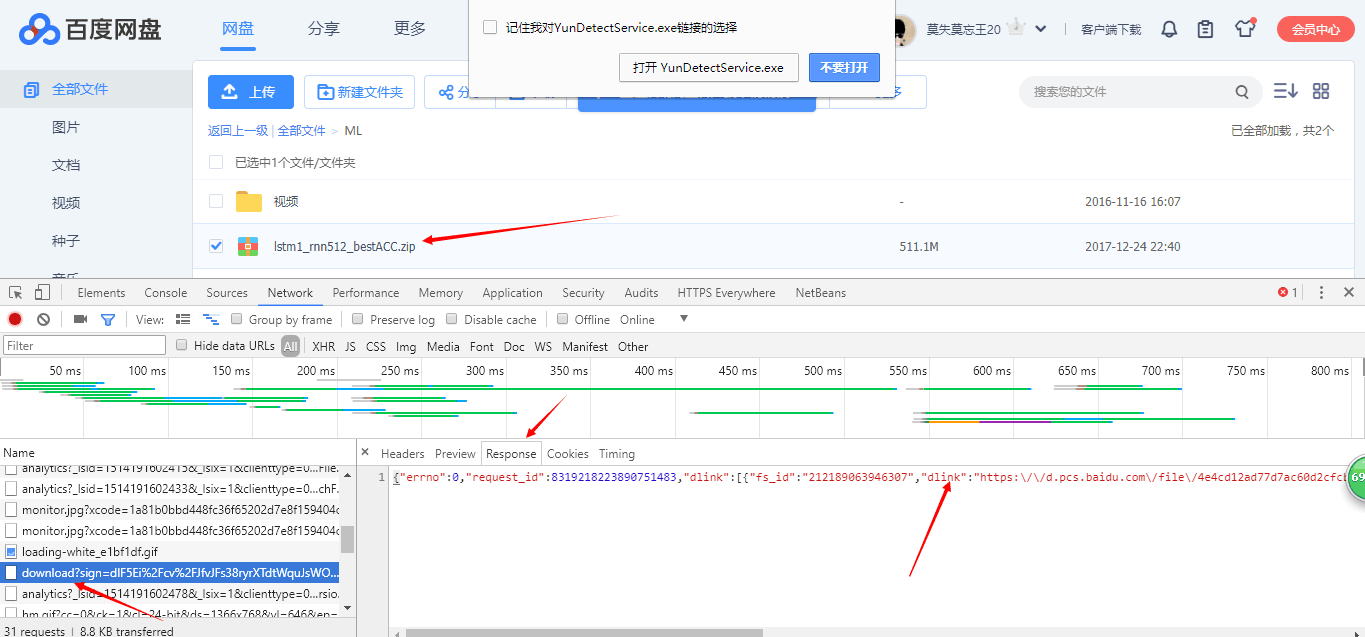 百度网盘
网盘 分享 更多
记住我对YunDetectService.exe链接的选择
打开 YunDetectService.exe 不要打开
莫失莫忘王20 客户端下载 会员中心
全部文件
图片
文档
视频
种子
音乐
上传 新建文件夹
搜索您的文件
返回上一级 | 全部文件 > ML
已全部加载，共2个
已选中1个文件/文件夹
视频 - 2016-11-16 16:07
lstm1_rnn512_bestACC.zip 511.1M 2017-12-24 22:40
Elements Console Sources Network Performance Memory Application Security Audits HTTPS Everywhere NetBeans 1
View: Group by frame Preserve log Disable cache Offline Online
Filter Hide data URLs All XHR JS CSS Img Media Font Doc WS Manifest Other
50 ms 100 ms 150 ms 200 ms 250 ms 300 ms 350 ms 400 ms 450 ms 500 ms 550 ms 600 ms 650 ms 700 ms 750 ms 800 ms
Name
analytics?_lsid=1514191602415&_lsix=1&clienttype=0...File.
analytics?_lsid=1514191602433&_lsix=1&clienttype=0...chF.
monitor.jpg?xcode=1a81b0bbd448fc36f65202d7e8f159404c
monitor.jpg?xcode=1a81b0bbd448fc36f65202d7e8f159404c
loading-white_e1bf1df.gif
download?sign=dIF5Ei%2Fcv%2FJfvJFs38ryrXTdtWquJsWO...
analytics?_lsid=1514191602478&_lsix=1&clienttype=0...rsio.
hm.gif?cc=0&ck=1&cl=24-bit&ds=1366x768&vl=646&en=
31 requests | 8.8 KB transferred
Headers Preview Response Cookies Timing
1 {"errno":0,"request_id":8319218223890751483,"dlink":[{"fs_id":"212189063946307","dlink":"https:\/\/d.pcs.baidu.com\/file\/4e4cd12ad77d7ac60d2cfc
69